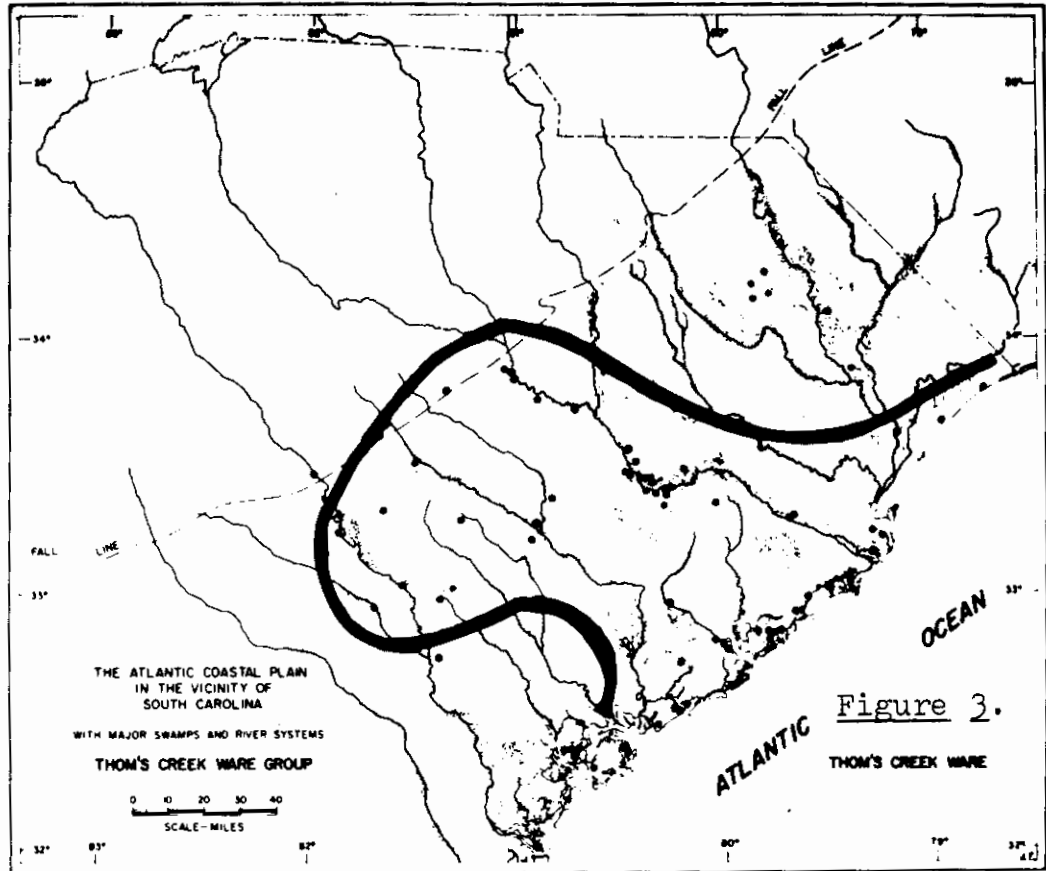 LINE
FALL
34°
FALL LINE
33°
33°
OCEAN
THE ATLANTIC COASTAL PLAIN
IN THE VICINITY OF
SOUTH CAROLINA
WITH MAJOR SWAMPS AND RIVER SYSTEMS
THOM'S CREEK WARE GROUP
0 10 20 30 40
SCALE-MILES
Figure 3.
ATLANTIC
THOM'S CREEK WARE
32° 83° 82° 80° 79°